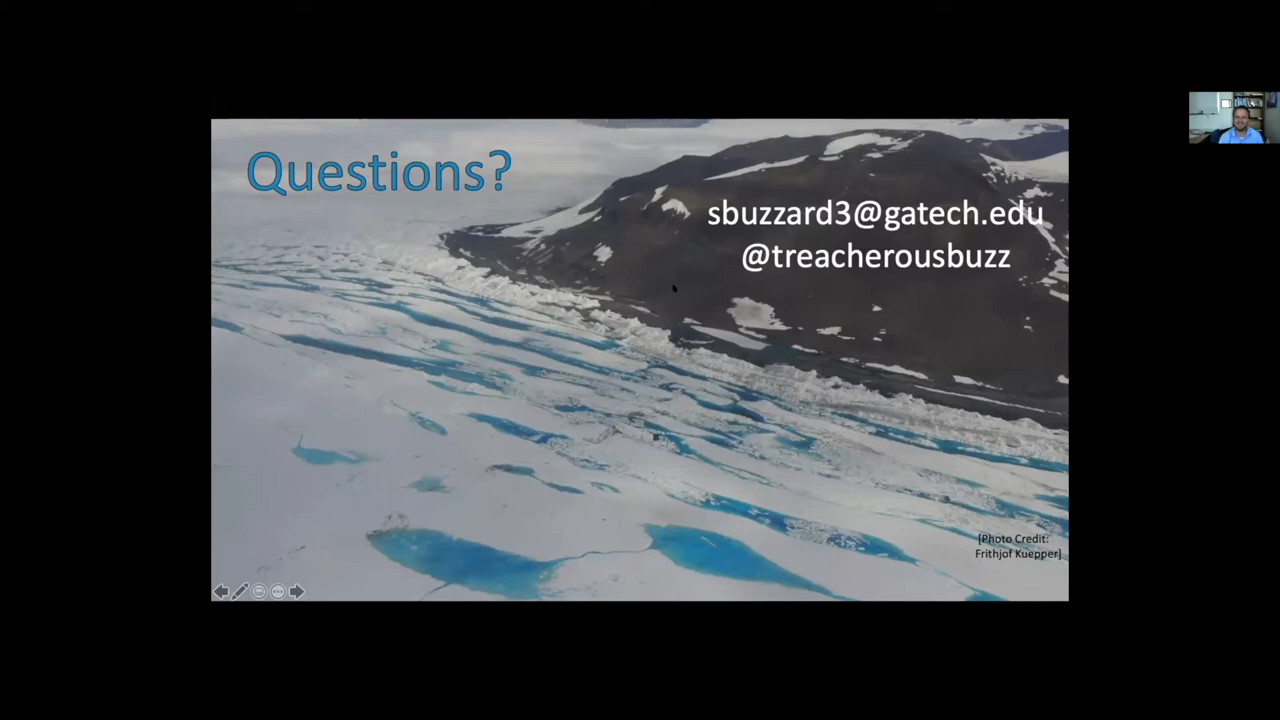 Questions?
sbuzzard3@gatech.edu
@treacherousbuzz
[Photo Credit:
Frithjof Kuepper]